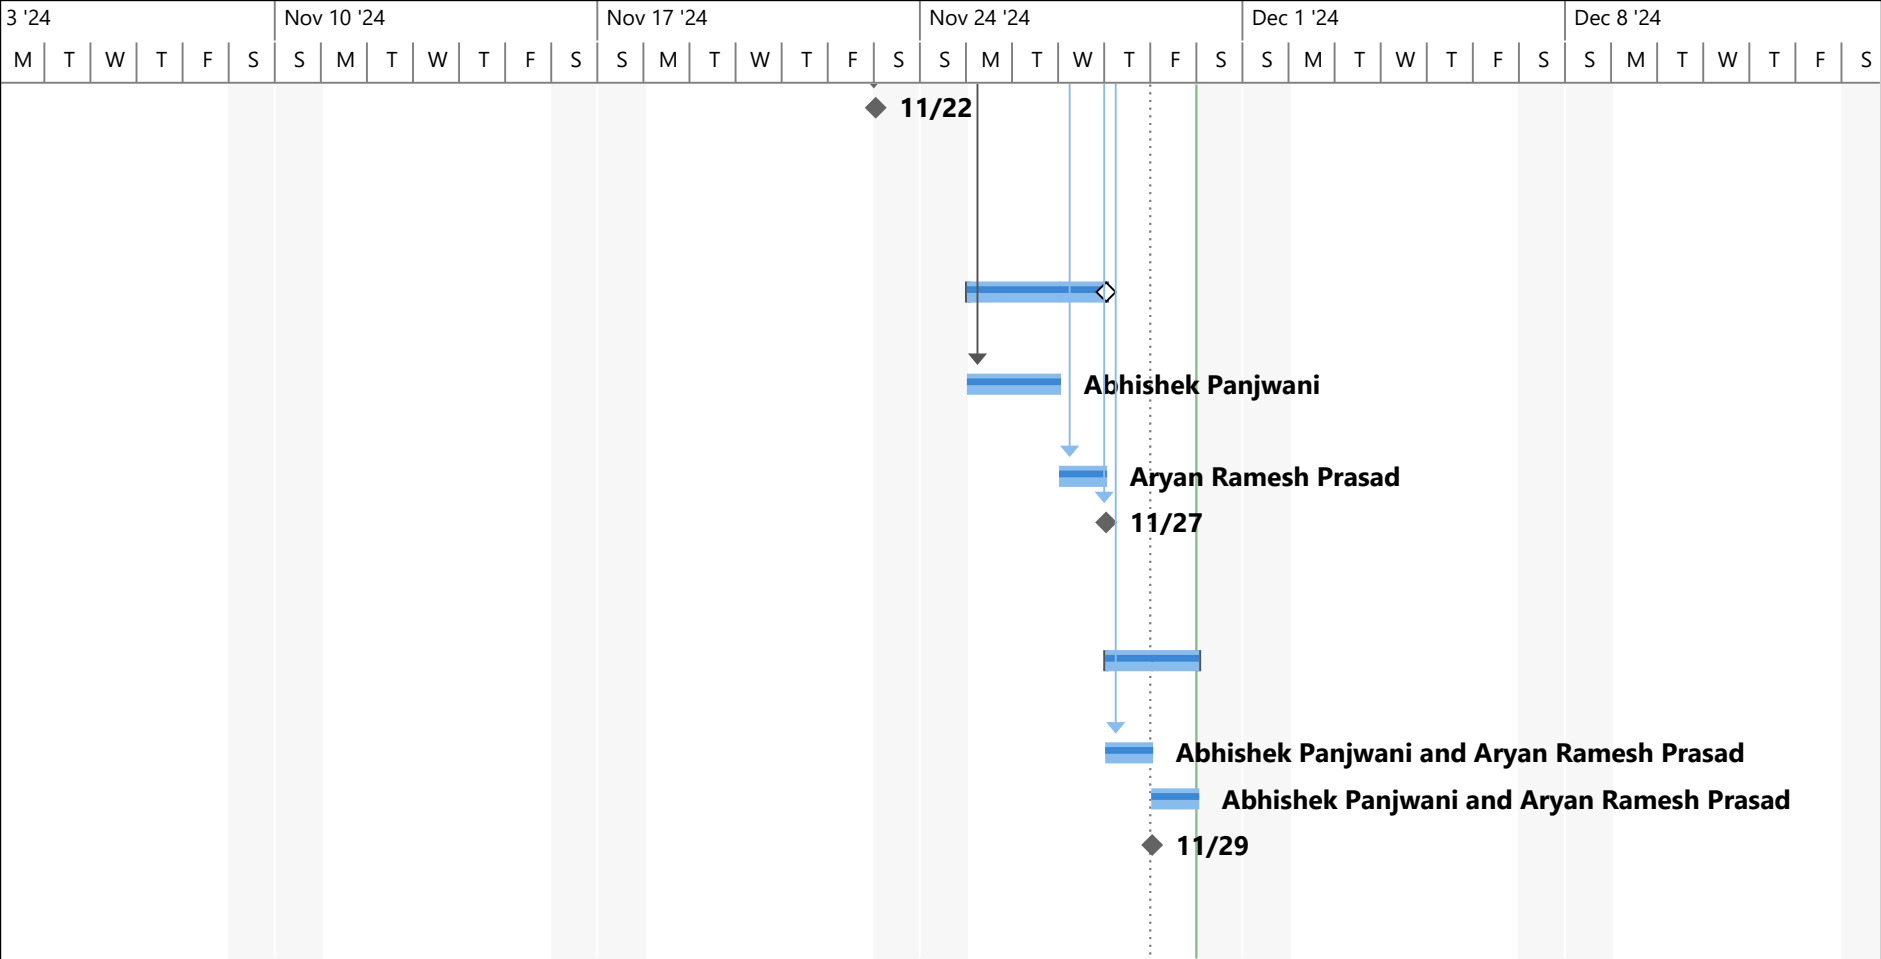 3 '24 Nov 10 '24 Nov 17 '24 Nov 24 '24 Dec 1 '24 Dec 8 '24
M T W T F S S M T W T F S S M T W T F S S M T W T F S S M T W T F S S M T W T F S
11/22
Abhishek Panjwani
Aryan Ramesh Prasad
11/27
Abhishek Panjwani and Aryan Ramesh Prasad
Abhishek Panjwani and Aryan Ramesh Prasad
11/29